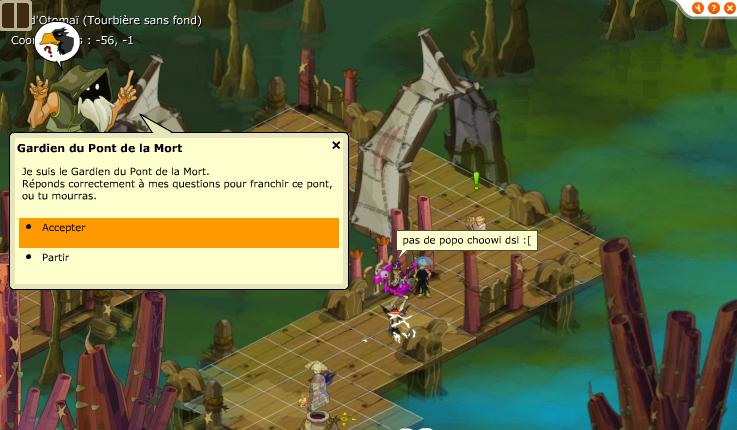 d'Otomaï (Tourbière sans fond)
Coor s : -56, -1
?
Gardien du Pont de la Mort
Je suis le Gardien du Pont de la Mort.
Réponds correctement à mes questions pour franchir ce pont,
ou tu mourras.
Accepter
Partir
pas de popo choowi dsl :[